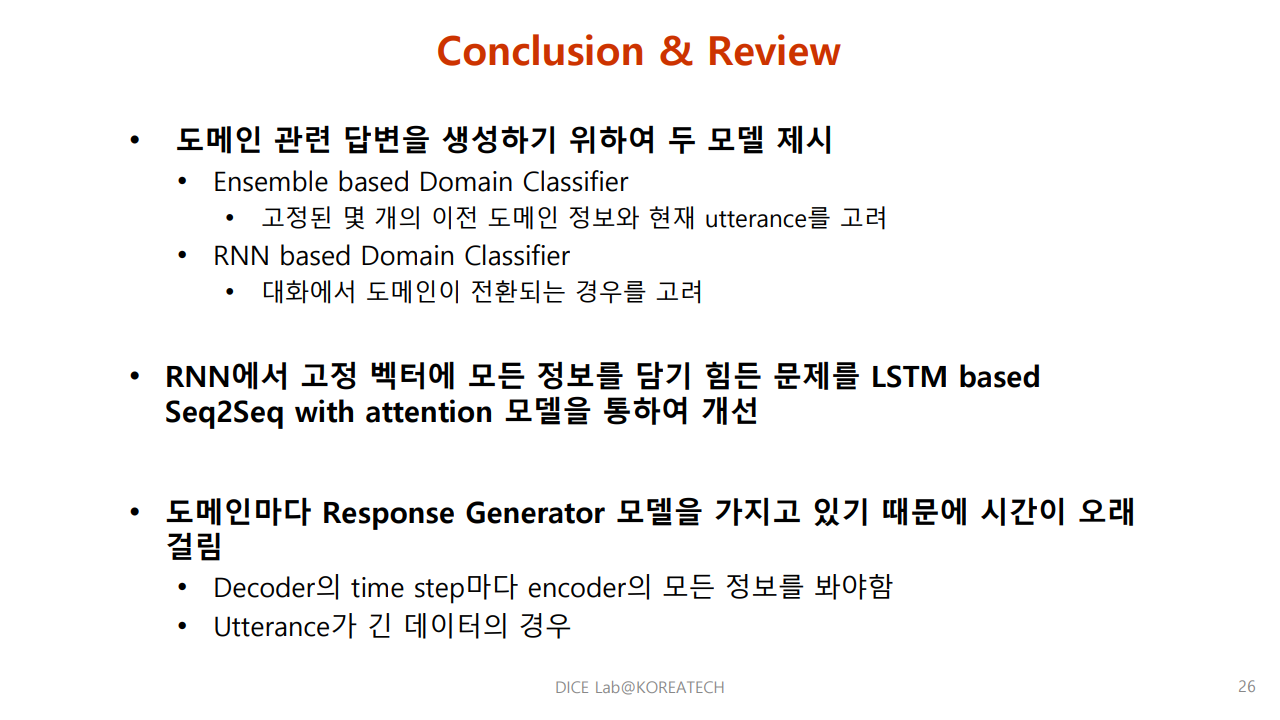 Conclusion & Review
• 도메인 관련 답변을 생성하기 위하여 두 모델 제시
• Ensemble based Domain Classifier
• 고정된 몇 개의 이전 도메인 정보와 현재 utterance를 고려
• RNN based Domain Classifier
• 대화에서 도메인이 전환되는 경우를 고려
• RNN에서 고정 벡터에 모든 정보를 담기 힘든 문제를 LSTM based
Seq2Seq with attention 모델을 통하여 개선
• 도메인마다 Response Generator 모델을 가지고 있기 때문에 시간이 오래
걸림
• Decoder의 time step마다 encoder의 모든 정보를 봐야함
• Utterance가 긴 데이터의 경우
DICE Lab@KOREATECH
26